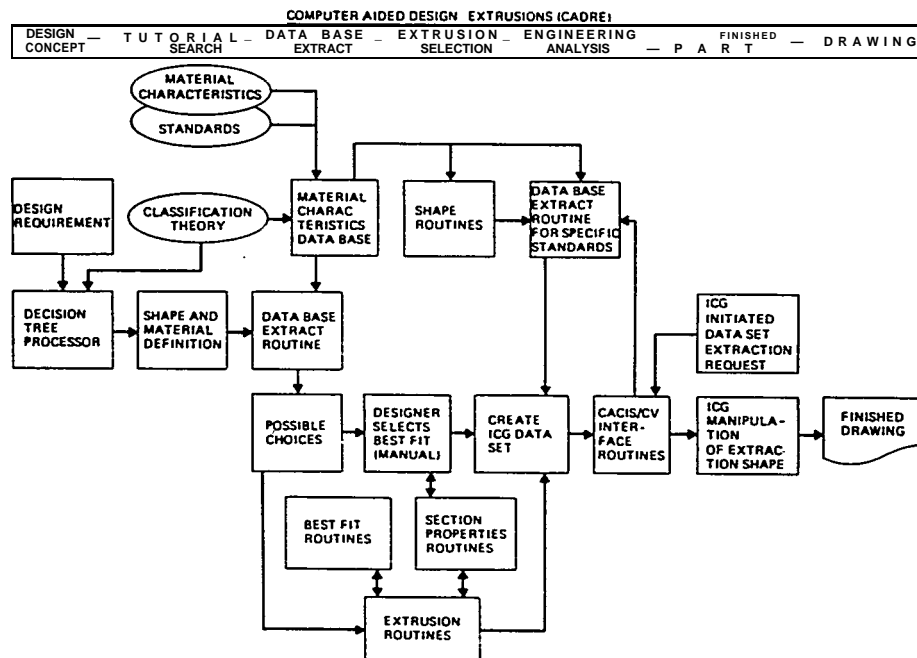 COMPUTER AIDED DESIGN EXTRUSIONS (CADRE)
DESIGN CONCEPT — TUTORIAL SEARCH — DATA BASE EXTRACT — EXTRUSION SELECTION — ENGINEERING ANALYSIS — FINISHED PART — DRAWING
MATERIAL
CHARACTERISTICS
STANDARDS
DESIGN
REQUIREMENT
CLASSIFICATION
THEORY
MATERIAL
CHARAC
TERISTICS
DATA BASE
SHAPE
ROUTINES
DATA BASE
EXTRACT
ROUTINE
FOR SPECIFIC
STANDARDS
DECISION
TREE
PROCESSOR
SHAPE AND
MATERIAL
DEFINITION
DATA BASE
EXTRACT
ROUTINE
ICG
INITIATED
DATA SET
EXTRACTION
REQUEST
POSSIBLE
CHOICES
DESIGNER
SELECTS
BEST FIT
(MANUAL)
CREATE
ICG DATA
SET
CACIS/CV
INTER-
FACE
ROUTINES
ICG
MANIPULA-
TION
OF EXTRAC-
TION SHAPE
FINISHED
DRAWING
BEST FIT
ROUTINES
SECTION
PROPERTIES
ROUTINES
EXTRUSION
ROUTINES